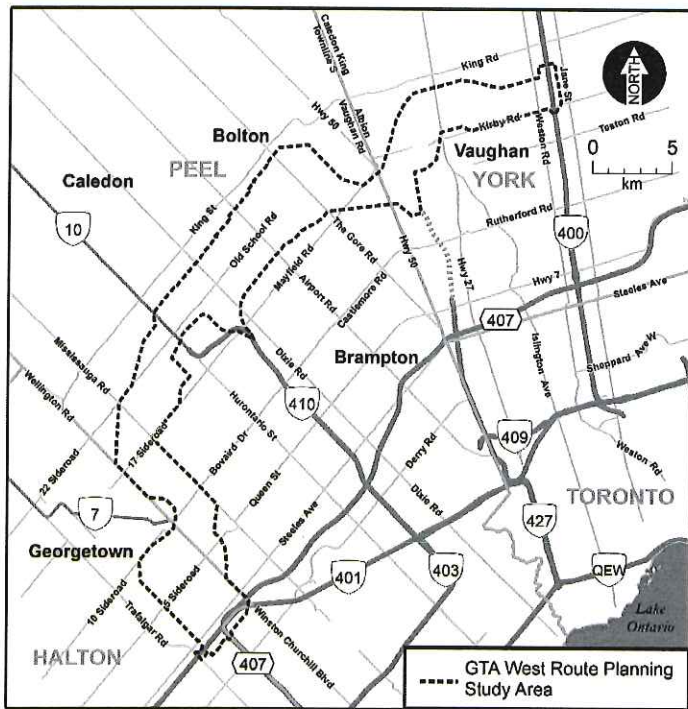 King Rd
Caledon King
Townline S
Jane St
NORTH
Hwy 50
Albion
Vaughan Rd
Kirby Rd
Weston Rd
Teston Rd
0 5
km
Bolton
PEEL
Vaughan
YORK
Caledon
10
King St
Old School Rd
The Gore Rd
Mayfield Rd
Airport Rd
Castlemore Rd
Rutherford Rd
400
Hwy 50
Hwy 27
Hwy 7
Steeles Ave
407
Mississauga Rd
Wellington Rd
Dixie Rd
Brampton
Islington
Ave
Sheppard Ave W
Hurontario St
410
22 Sideroad
17 Sideroad
Bovaird Dr
Queen St
Derry Rd
409
Weston Rd
Dixie Rd
7
Steeles Ave
TORONTO
427
Georgetown
401
403
QEW
10 Sideroad
5 Sideroad
Trafalgar Rd
Winston Churchill Blvd
Lake
Ontario
HALTON
407
GTA West Route Planning
Study Area